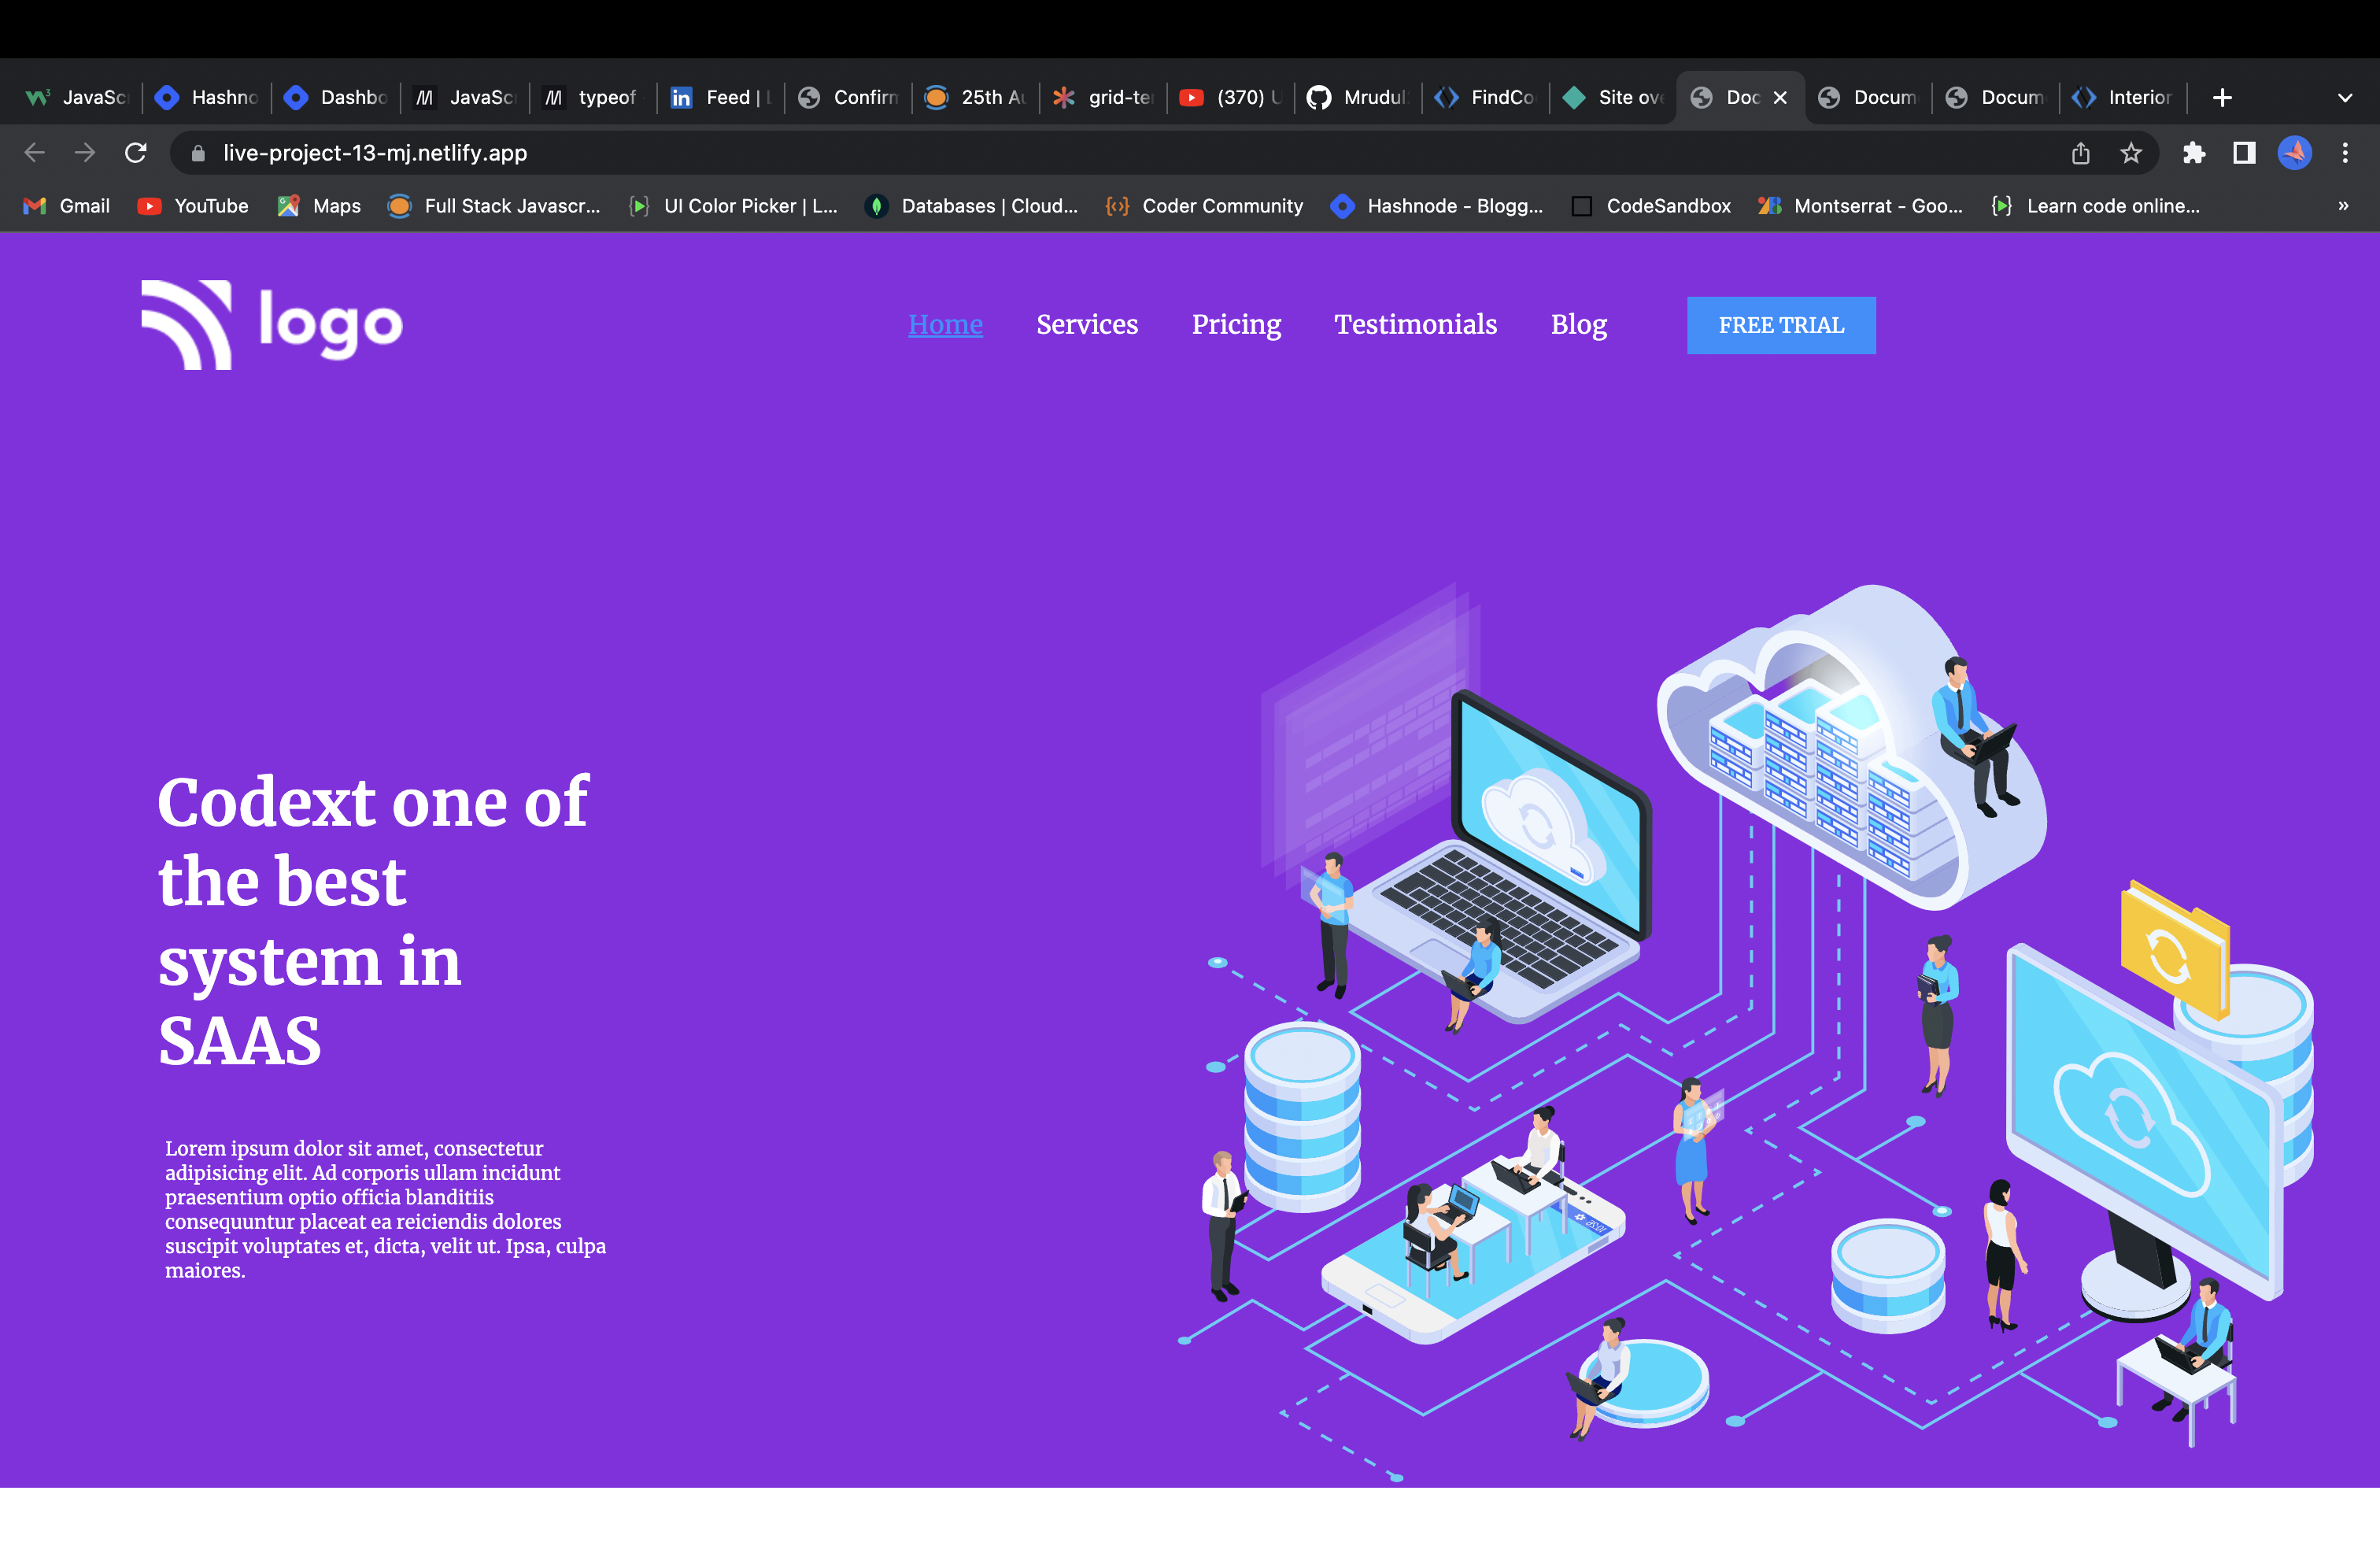 JavaSc
Hashno
Dashbo
JavaSc
typeof
Feed |
Confirm
25th Au
grid-te
(370)
Mrudul
FindCo
Site ov
Doc
Docum
Docum
Interior
live-project-13-mj.netlify.app
Gmail
YouTube
Maps
Full Stack Javascr...
UI Color Picker | L...
Databases | Cloud...
Coder Community
Hashnode - Blogg...
CodeSandbox
Montserrat - Goo...
Learn code online...
»
logo
Home
Services
Pricing
Testimonials
Blog
FREE TRIAL
Codext one of
the best
system in
SAAS
Lorem ipsum dolor sit amet, consectetur
adipisicing elit. Ad corporis ullam incidunt
praesentium optio officia blanditiis
consequuntur placeat ea reiciendis dolores
suscipit voluptates et, dicta, velit ut. Ipsa, culpa
maiores.